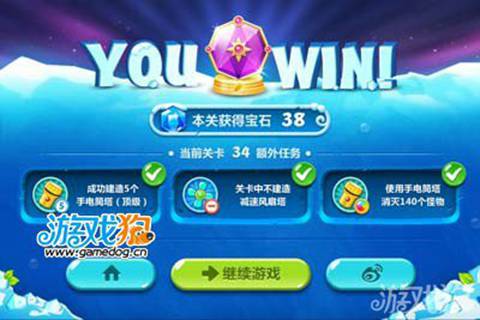 YOU WIN!
本关获得宝石 38
当前关卡 34 额外任务
成功建造5个
手电筒塔（顶级）
5
关卡中不建造
减速风扇塔
使用手电筒塔
消灭140个怪物
游戏狗
www.gamedog.cn
继续游戏
游戏狗